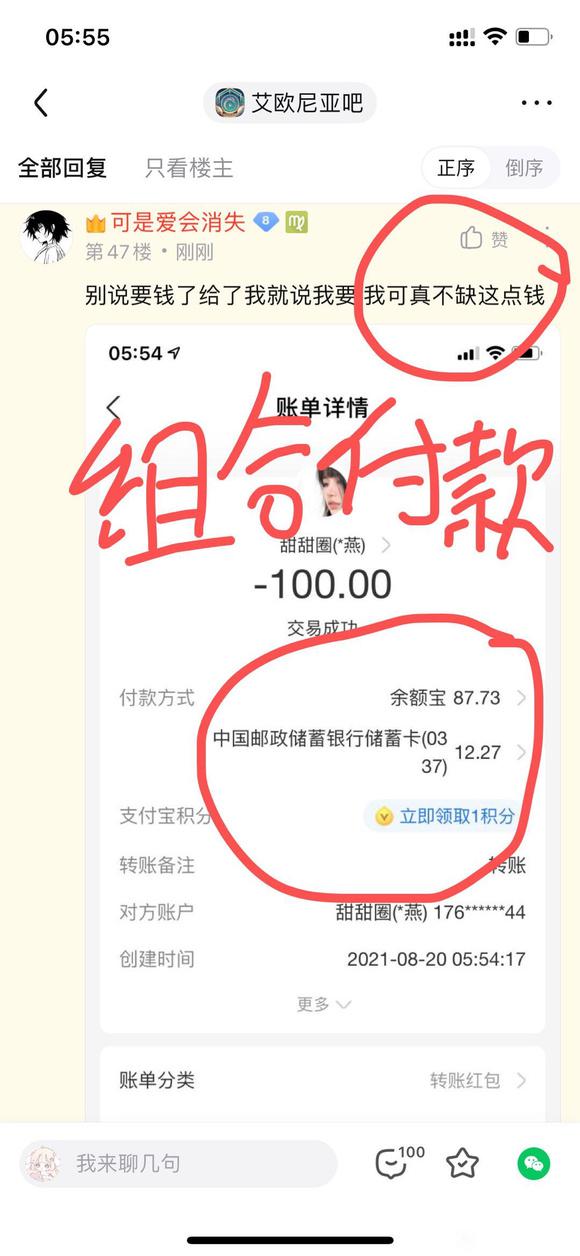 05:55
艾欧尼亚吧
全部回复 只看楼主 正序 倒序
可是爱会消失 8
赞
第47楼・刚刚
别说要钱了给了我就说我要我可真不缺这点钱
05:54
账单详情
组合付款
甜甜圈(*燕)
-100.00
交易成功
付款方式 余额宝 87.73
中国邮政储蓄银行储蓄卡(03
37) 12.27
支付宝积分 立即领取1积分
转账备注 转账
对方账户 甜甜圈(*燕) 176******44
创建时间 2021-08-20 05:54:17
更多
账单分类 转账红包
我来聊几句 100